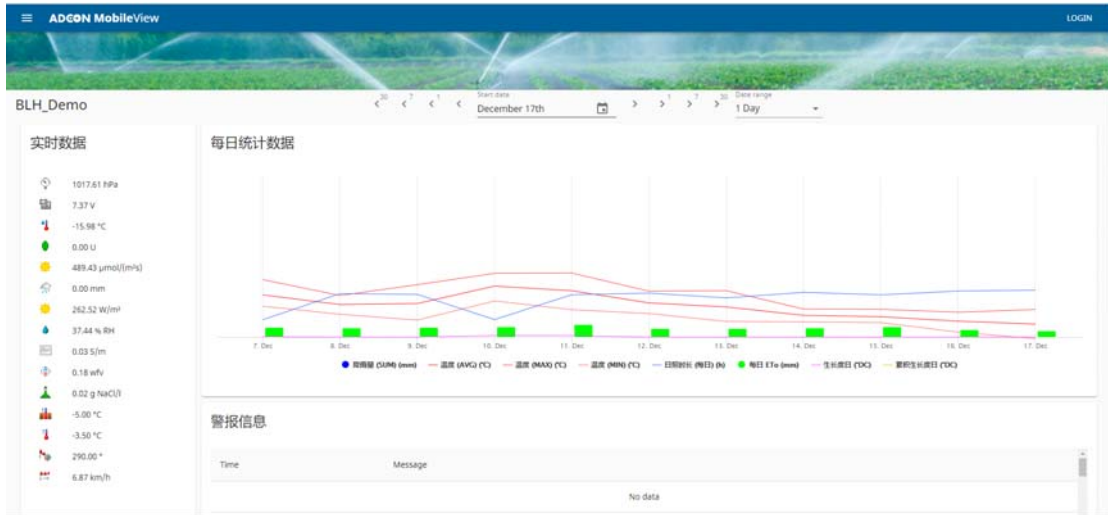 ADCON MobileView
LOGIN
BLH_Demo
30
7
1
Start date
December 17th
1
7
30
Date range
1 Day
实时数据
1017.61 hPa
7.37 V
-15.98 °C
0.00 U
489.43 µmol/(m²s)
0.00 mm
262.52 W/m²
37.44 % RH
0.03 S/m
0.18 wfv
0.02 g NaCl/l
-5.00 °C
-3.50 °C
290.00 °
6.87 km/h
每日统计数据
7. Dec
8. Dec
9. Dec
10. Dec
11. Dec
12. Dec
13. Dec
14. Dec
15. Dec
16. Dec
17. Dec
降雨量 (SUM) (mm)
温度 (AVG) (°C)
温度 (MAX) (°C)
温度 (MIN) (°C)
日照时长 (每日) (h)
每日 ETo (mm)
生长度日 (°DC)
累积生长度日 (°DC)
警报信息
Time
Message
No data